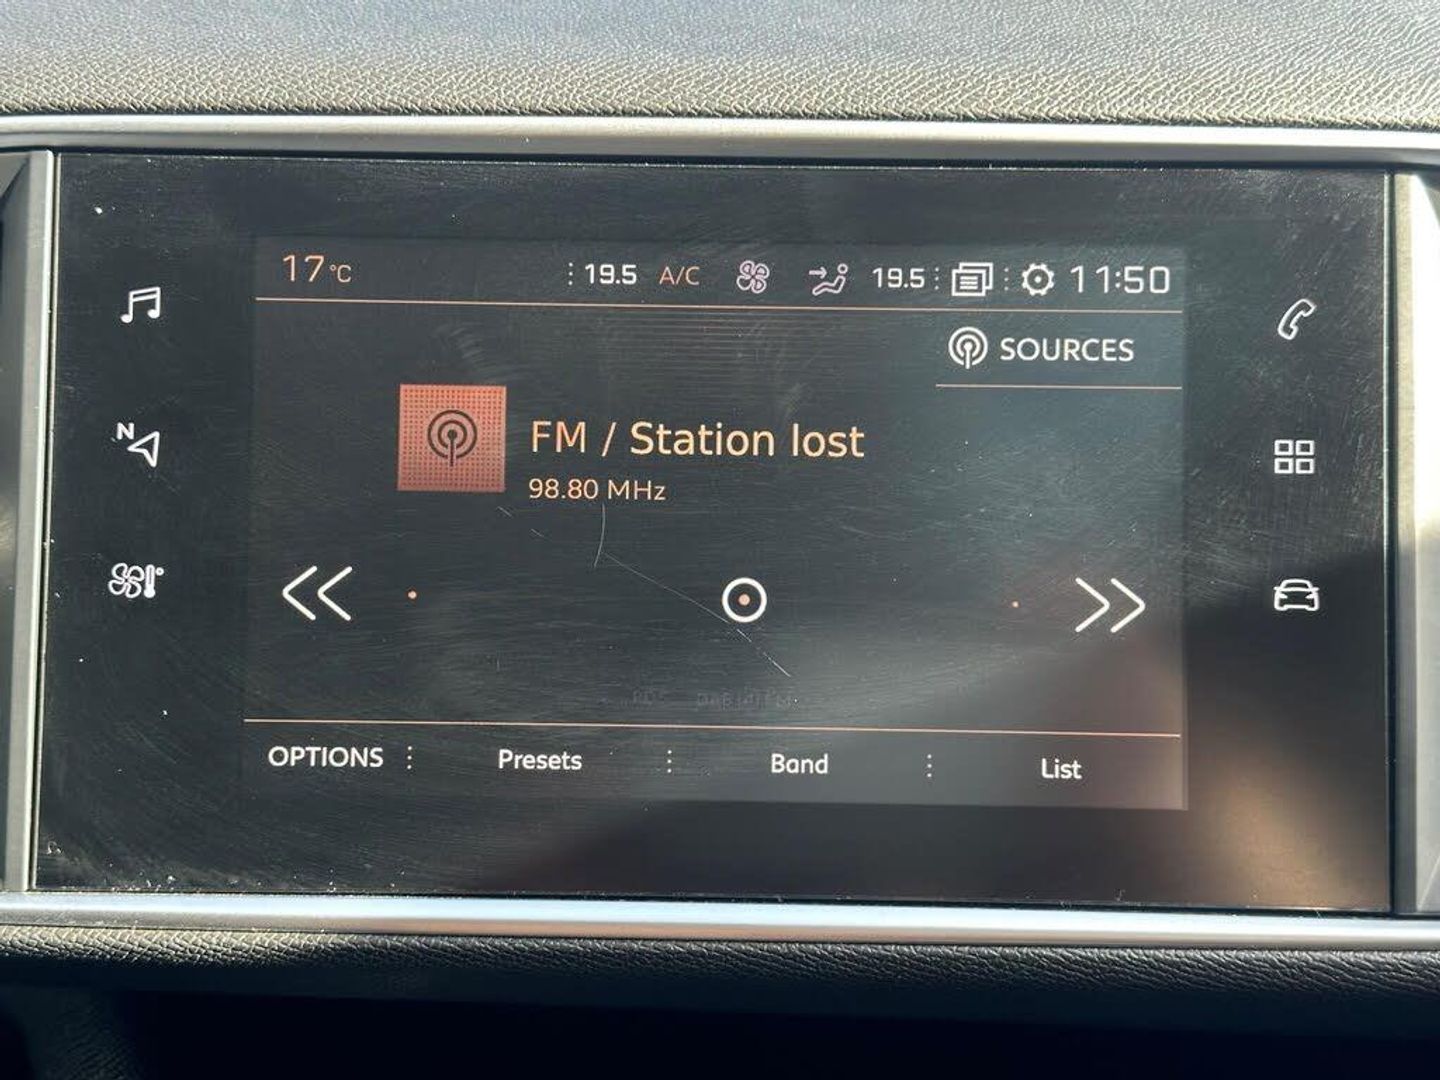 17°C 19.5 A/C 19.5 11:50
SOURCES
FM / Station lost
98.80 MHz
N
OPTIONS Presets Band List